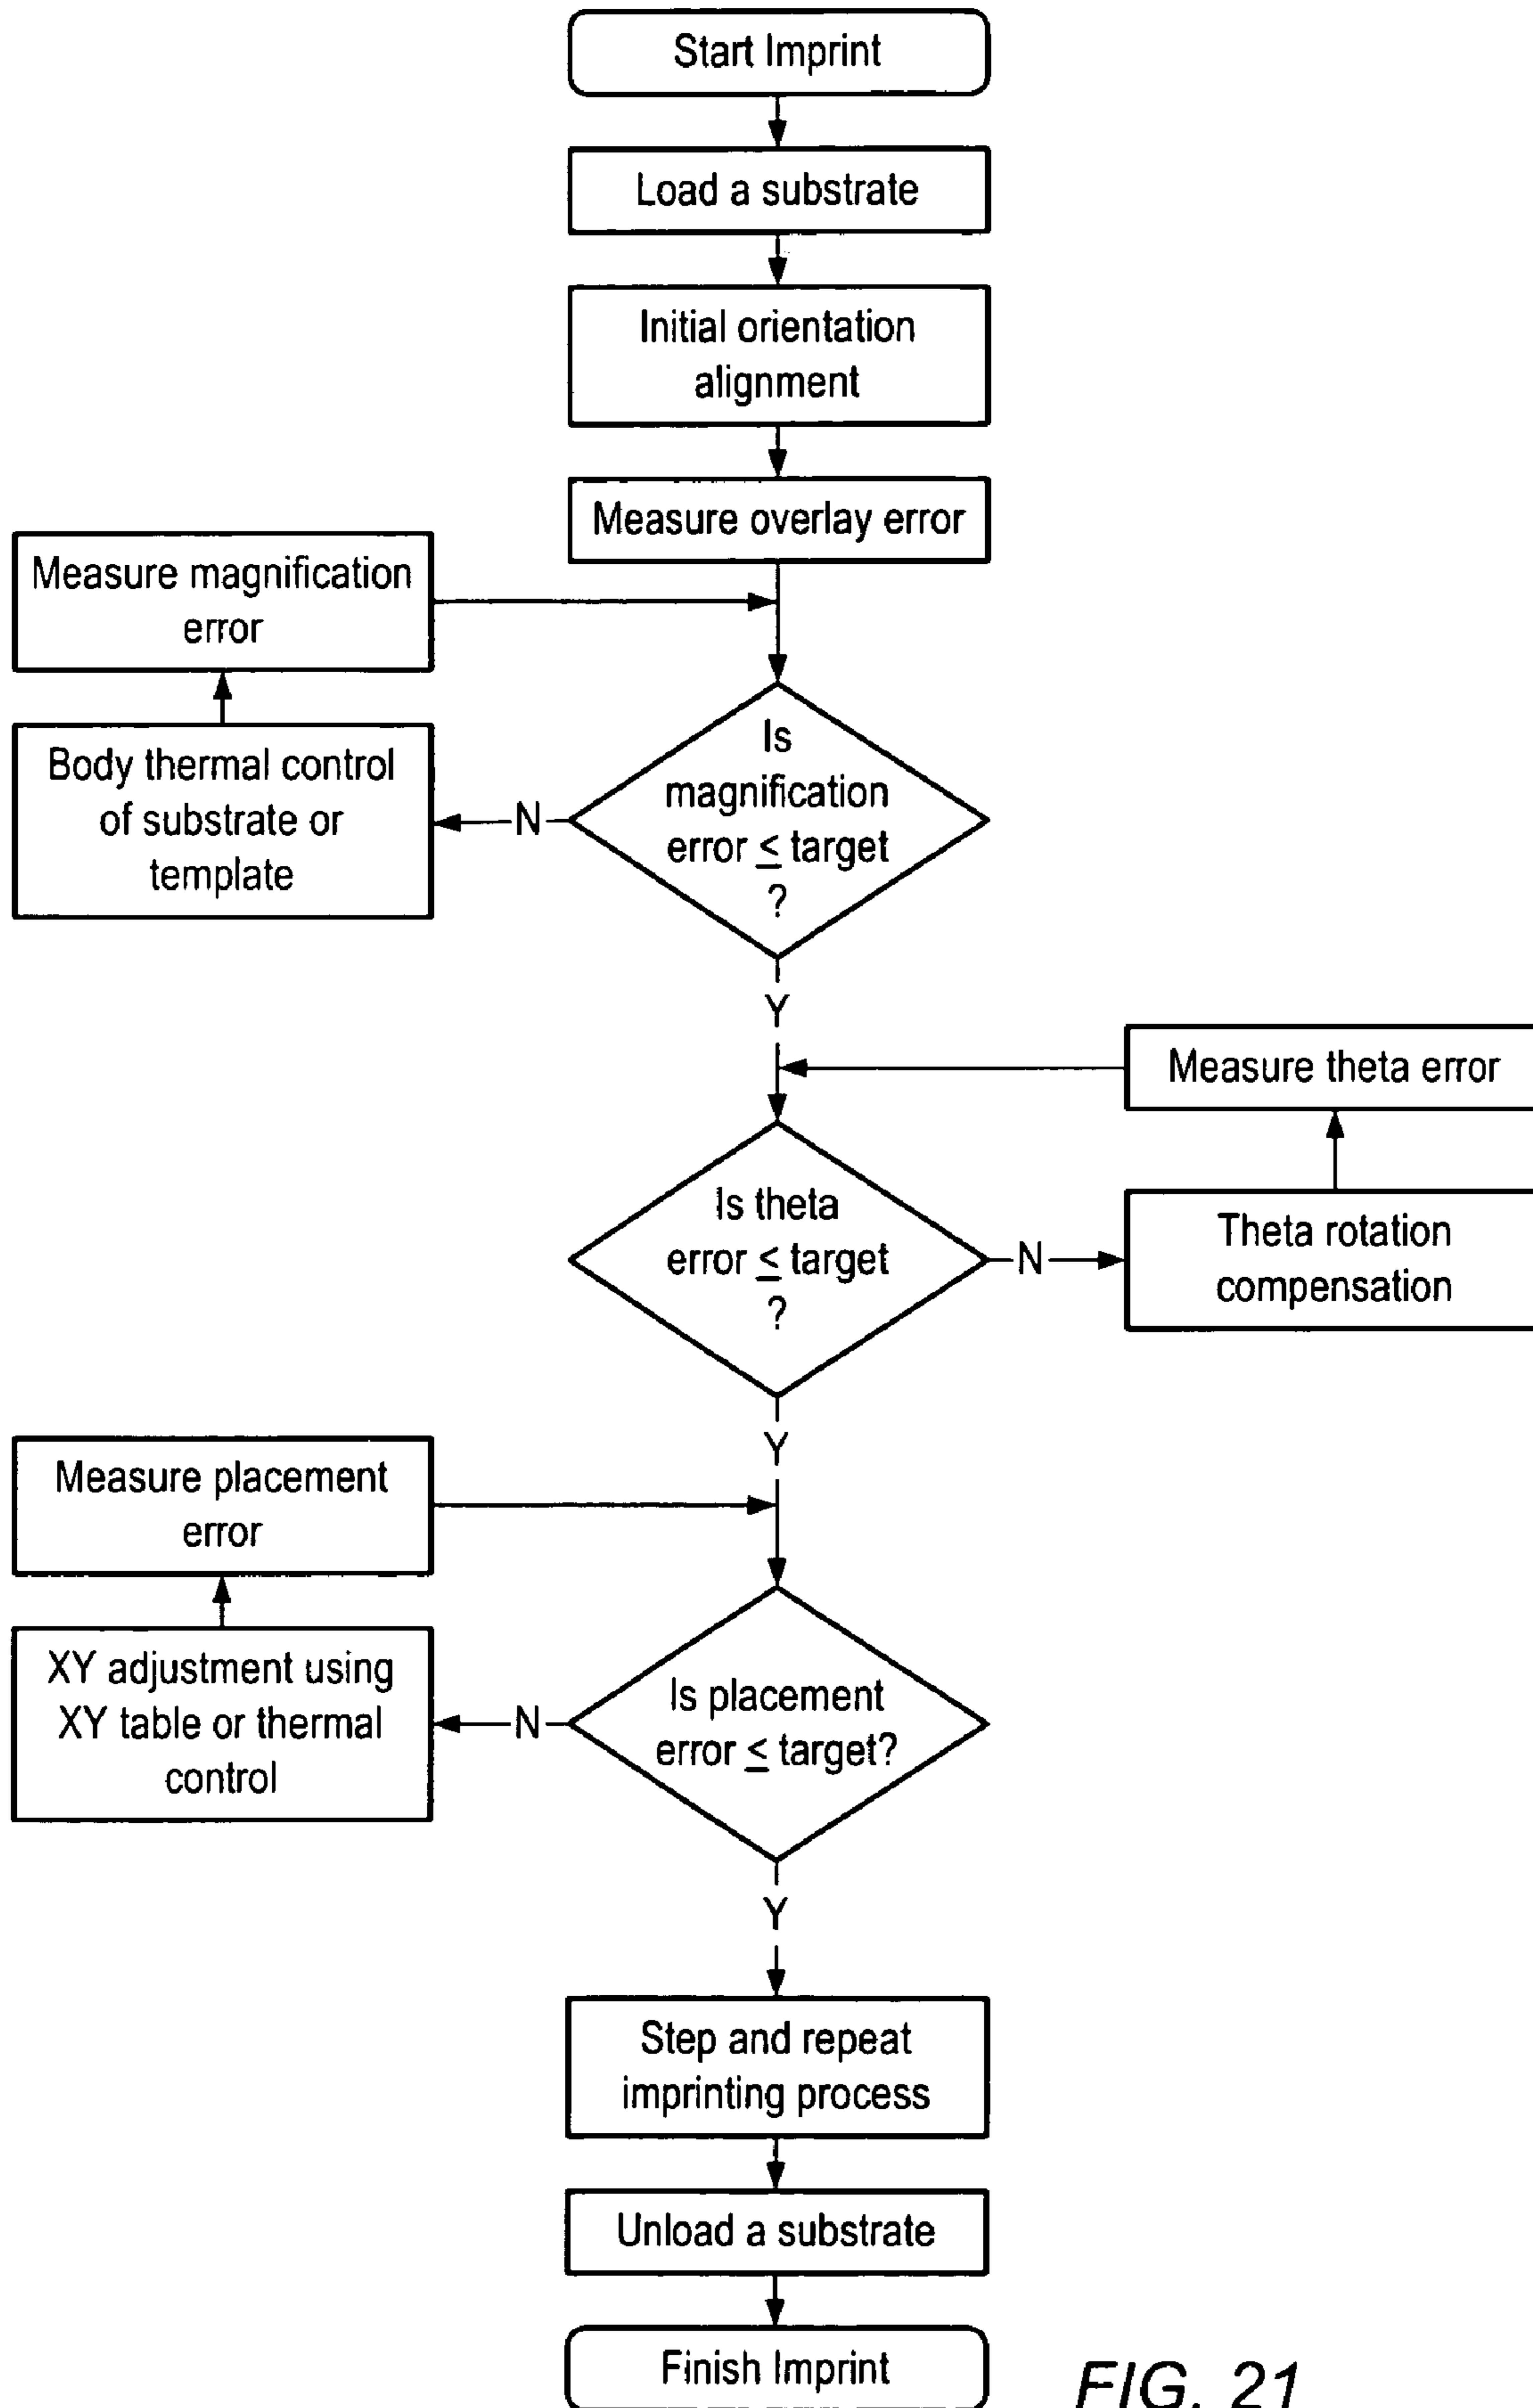 Start Imprint
Load a substrate
Initial orientation
alignment
Measure overlay error
Measure magnification
error
Body thermal control
of substrate or
template
N
Is
magnification
error ≤ target
?
Y
Measure theta error
Is theta
error ≤ target
?
N
Theta rotation
compensation
Y
Measure placement
error
XY adjustment using
XY table or thermal
control
N
Is placement
error ≤ target?
Y
Step and repeat
imprinting process
Unload a substrate
Finish Imprint
FIG. 21